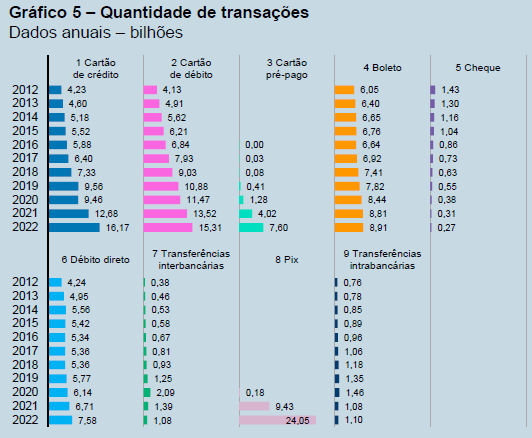 Gráfico 5 – Quantidade de transações
Dados anuais – bilhões
1 Cartão de crédito
2 Cartão de débito
3 Cartão pré-pago
4 Boleto
5 Cheque
2012 4,23 4,13 6,05 1,43
2013 4,60 4,91 6,40 1,30
2014 5,18 5,62 6,65 1,16
2015 5,52 6,21 6,76 1,04
2016 5,88 6,84 0,00 6,64 0,86
2017 6,40 7,93 0,03 6,92 0,73
2018 7,33 9,03 0,08 7,41 0,63
2019 9,56 10,88 0,41 7,82 0,55
2020 9,46 11,47 1,28 8,44 0,38
2021 12,68 13,52 4,02 8,81 0,31
2022 16,17 15,31 7,60 8,91 0,27
6 Débito direto
7 Transferências interbancárias
8 Pix
9 Transferências intrabancárias
2012 4,24 0,38 0,76
2013 4,95 0,46 0,78
2014 5,56 0,53 0,85
2015 5,42 0,58 0,89
2016 5,34 0,67 0,96
2017 5,36 0,81 1,06
2018 5,36 0,93 1,18
2019 5,77 1,25 1,35
2020 6,14 2,09 0,18 1,46
2021 6,71 1,39 9,43 1,08
2022 7,58 1,08 24,05 1,10